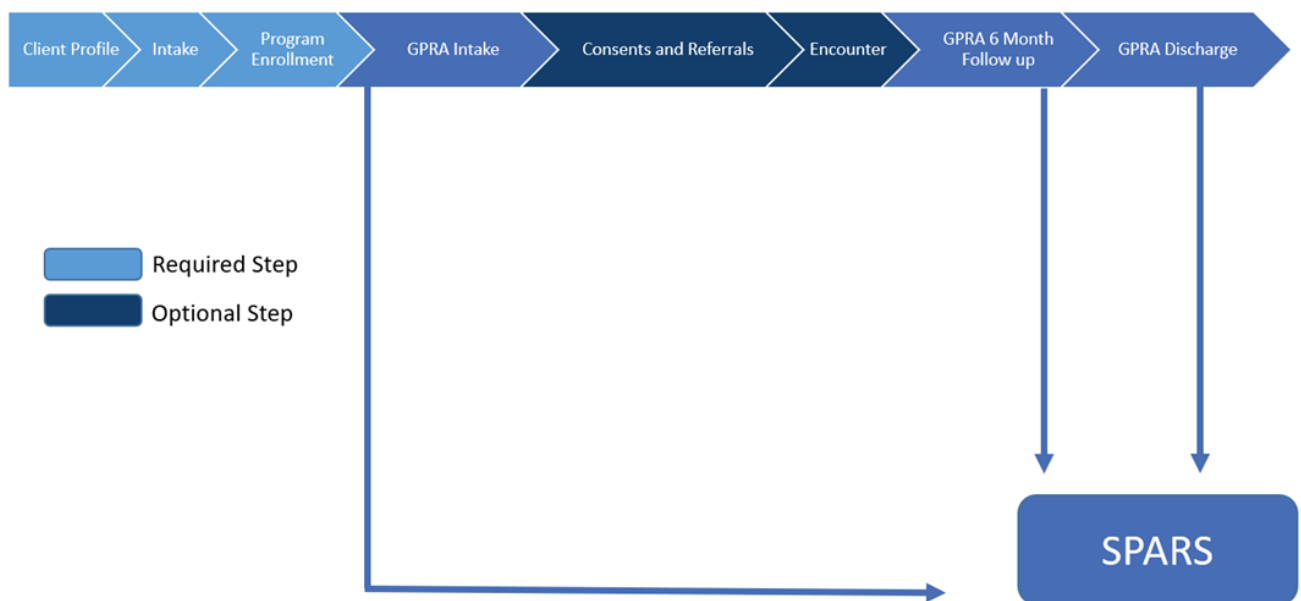 Client Profile
Intake
Program
Enrollment
GPRA Intake
Consents and Referrals
Encounter
GPRA 6 Month
Follow up
GPRA Discharge
Required Step
Optional Step
SPARS